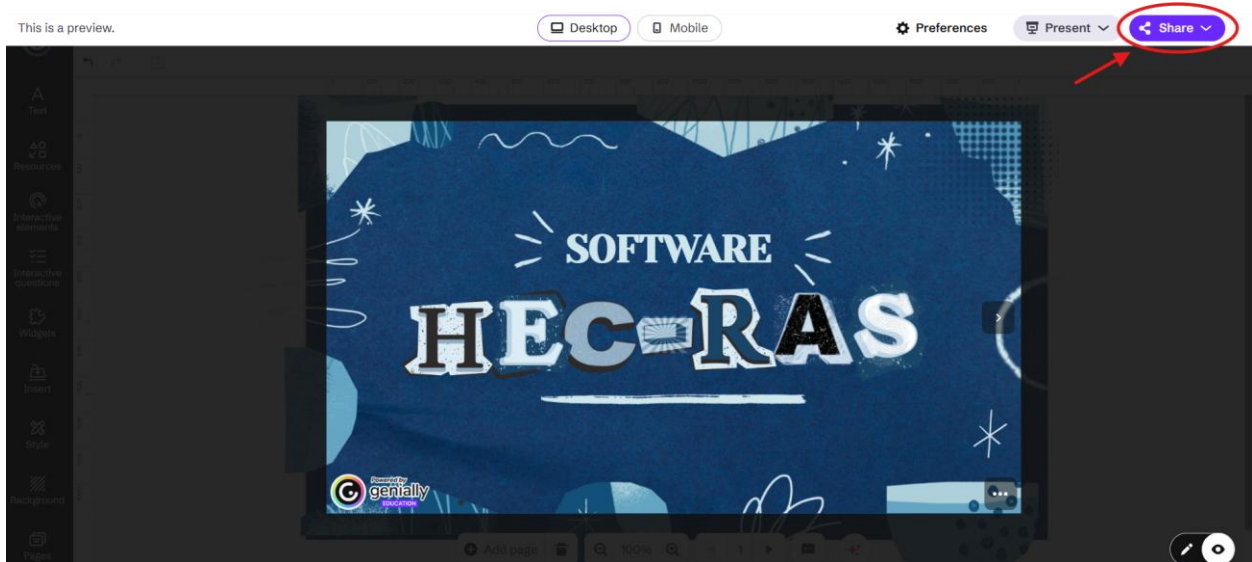 This is a preview.
Desktop
Mobile
Preferences
Present
Share
Text
Resources
Interactive
elements
Interactive
questions
Widgets
Insert
Style
Background
Pages
SOFTWARE
HEC-RAS
Powered by
genially
EDUCATION
Add page
100%
1